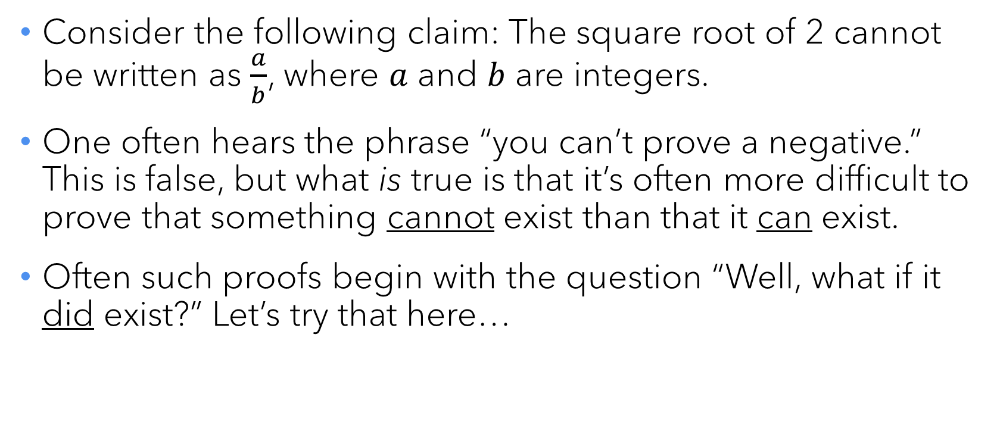 • Consider the following claim: The square root of 2 cannot
be written as a/b, where a and b are integers.
• One often hears the phrase “you can’t prove a negative.”
This is false, but what is true is that it’s often more difficult to
prove that something cannot exist than that it can exist.
• Often such proofs begin with the question “Well, what if it
did exist?” Let’s try that here…